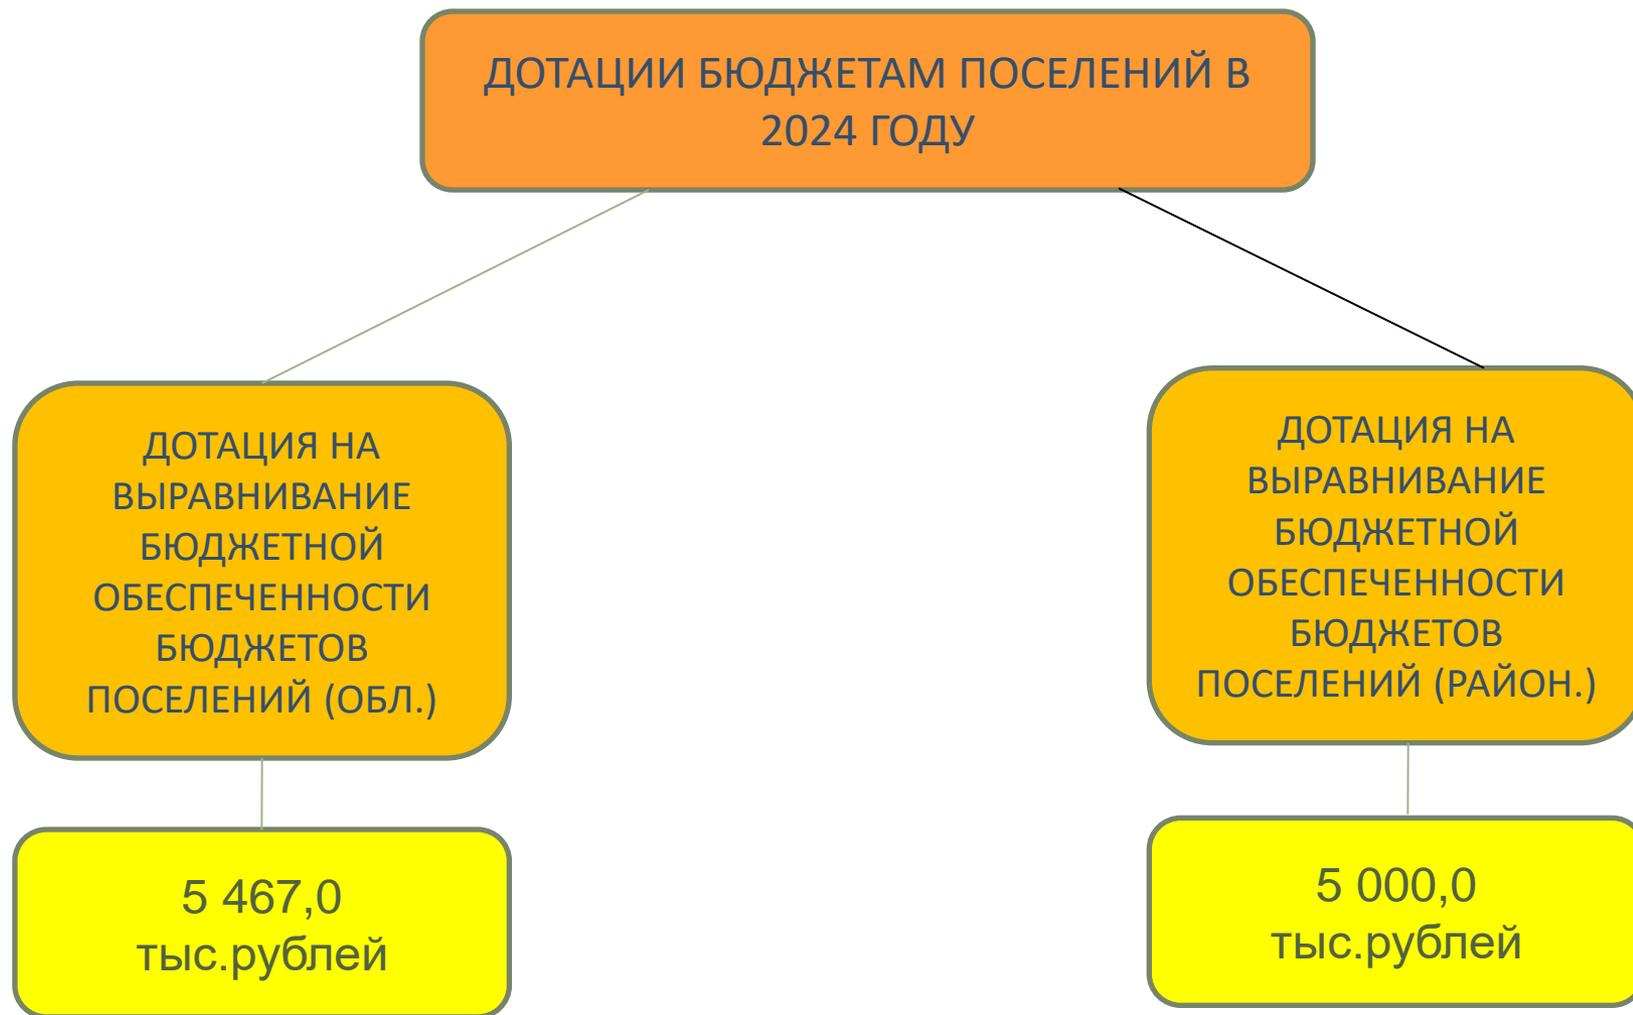 ДОТАЦИИ БЮДЖЕТАМ ПОСЕЛЕНИЙ В
2024 ГОДУ
ДОТАЦИЯ НА
ВЫРАВНИВАНИЕ
БЮДЖЕТНОЙ
ОБЕСПЕЧЕННОСТИ
БЮДЖЕТОВ
ПОСЕЛЕНИЙ (ОБЛ.)
5 467,0
тыс.рублей
ДОТАЦИЯ НА
ВЫРАВНИВАНИЕ
БЮДЖЕТНОЙ
ОБЕСПЕЧЕННОСТИ
БЮДЖЕТОВ
ПОСЕЛЕНИЙ (РАЙОН.)
5 000,0
тыс.рублей